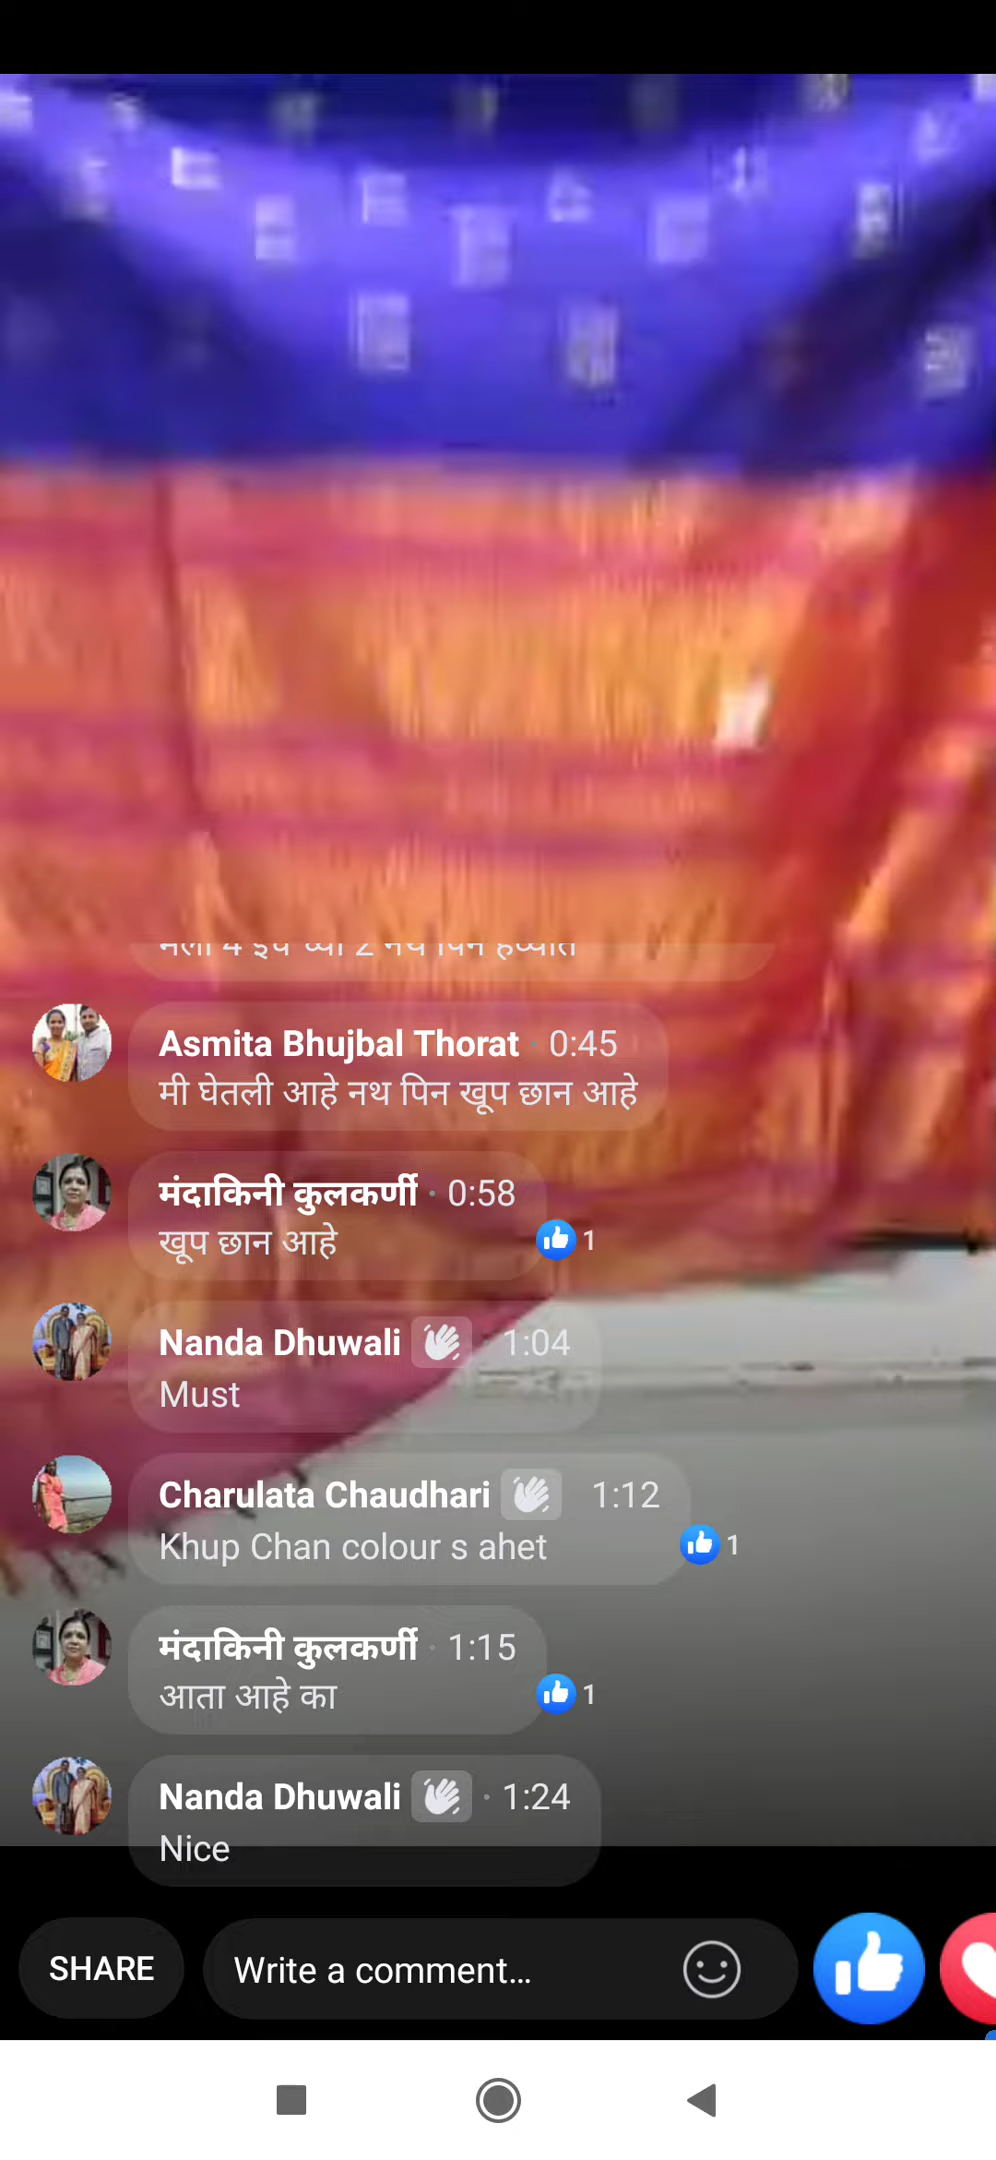 Asmita Bhujbal Thorat · 0:45
मी घेतली आहे नथ पिन खूप छान आहे
मंदाकिनी कुलकर्णी · 0:58
खूप छान आहे
1
Nanda Dhuwali · 1:04
Must
Charulata Chaudhari 1:12
Khup Chan colour s ahet
1
मंदाकिनी कुलकर्णी · 1:15
आता आहे का
1
Nanda Dhuwali · 1:24
Nice
SHARE
Write a comment...